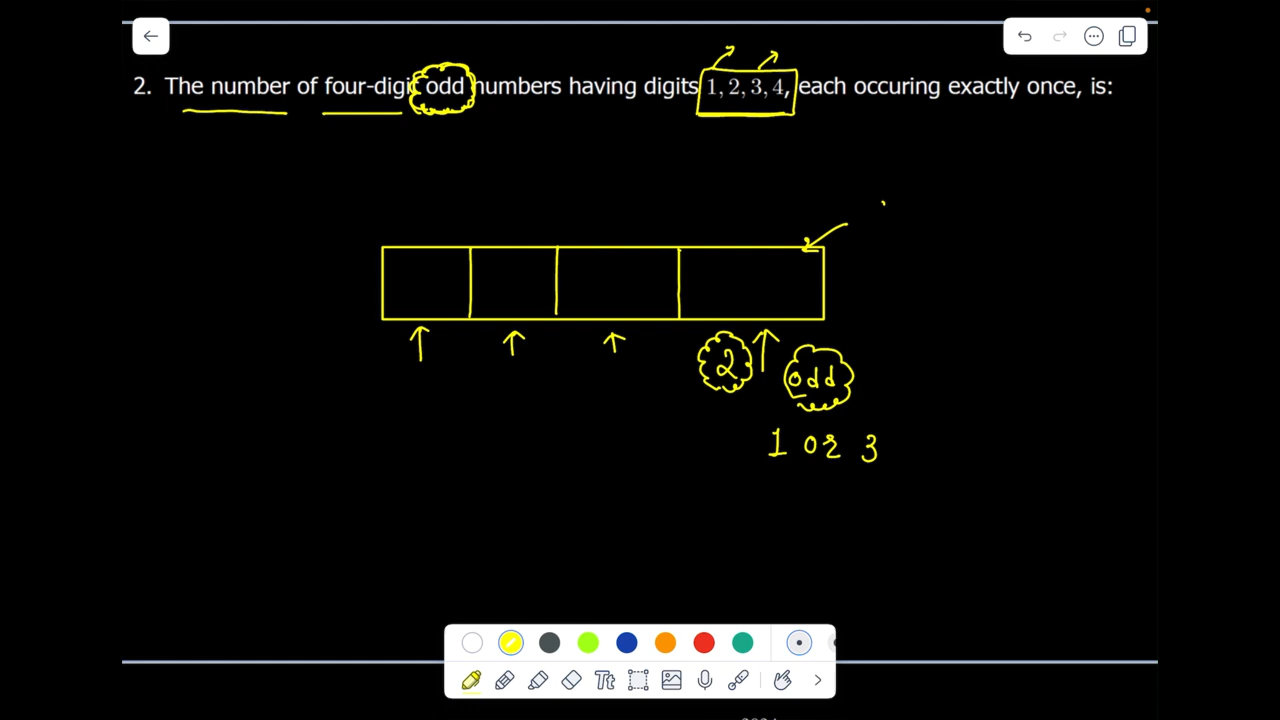 2. The number of four-digit odd numbers having digits 1, 2, 3, 4, each occuring exactly once, is:
2 odd
1 or 3
Tt